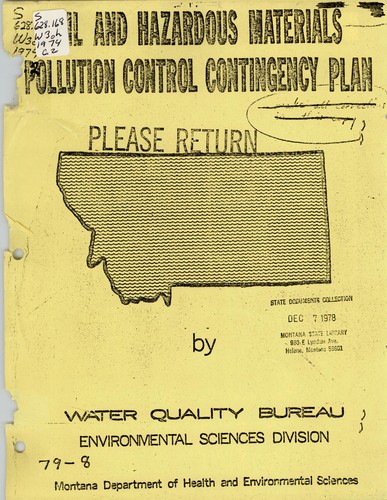 S
628.168
W3oh
1974
c2
AND HAZARDOUS MATERIALS
POLLUTION CONTROL CONTINGENCY PLAN
PLEASE RETURN
STATE DOCUMENTS COLLECTION
DEC 7 1978
MONTANA STATE LIBRARY
930 E Lyndale Ave.
Helena, Montana 59601
by
WATER QUALITY BUREAU
ENVIRONMENTAL SCIENCES DIVISION
79-8
Montana Department of Health and Environmental Sciences